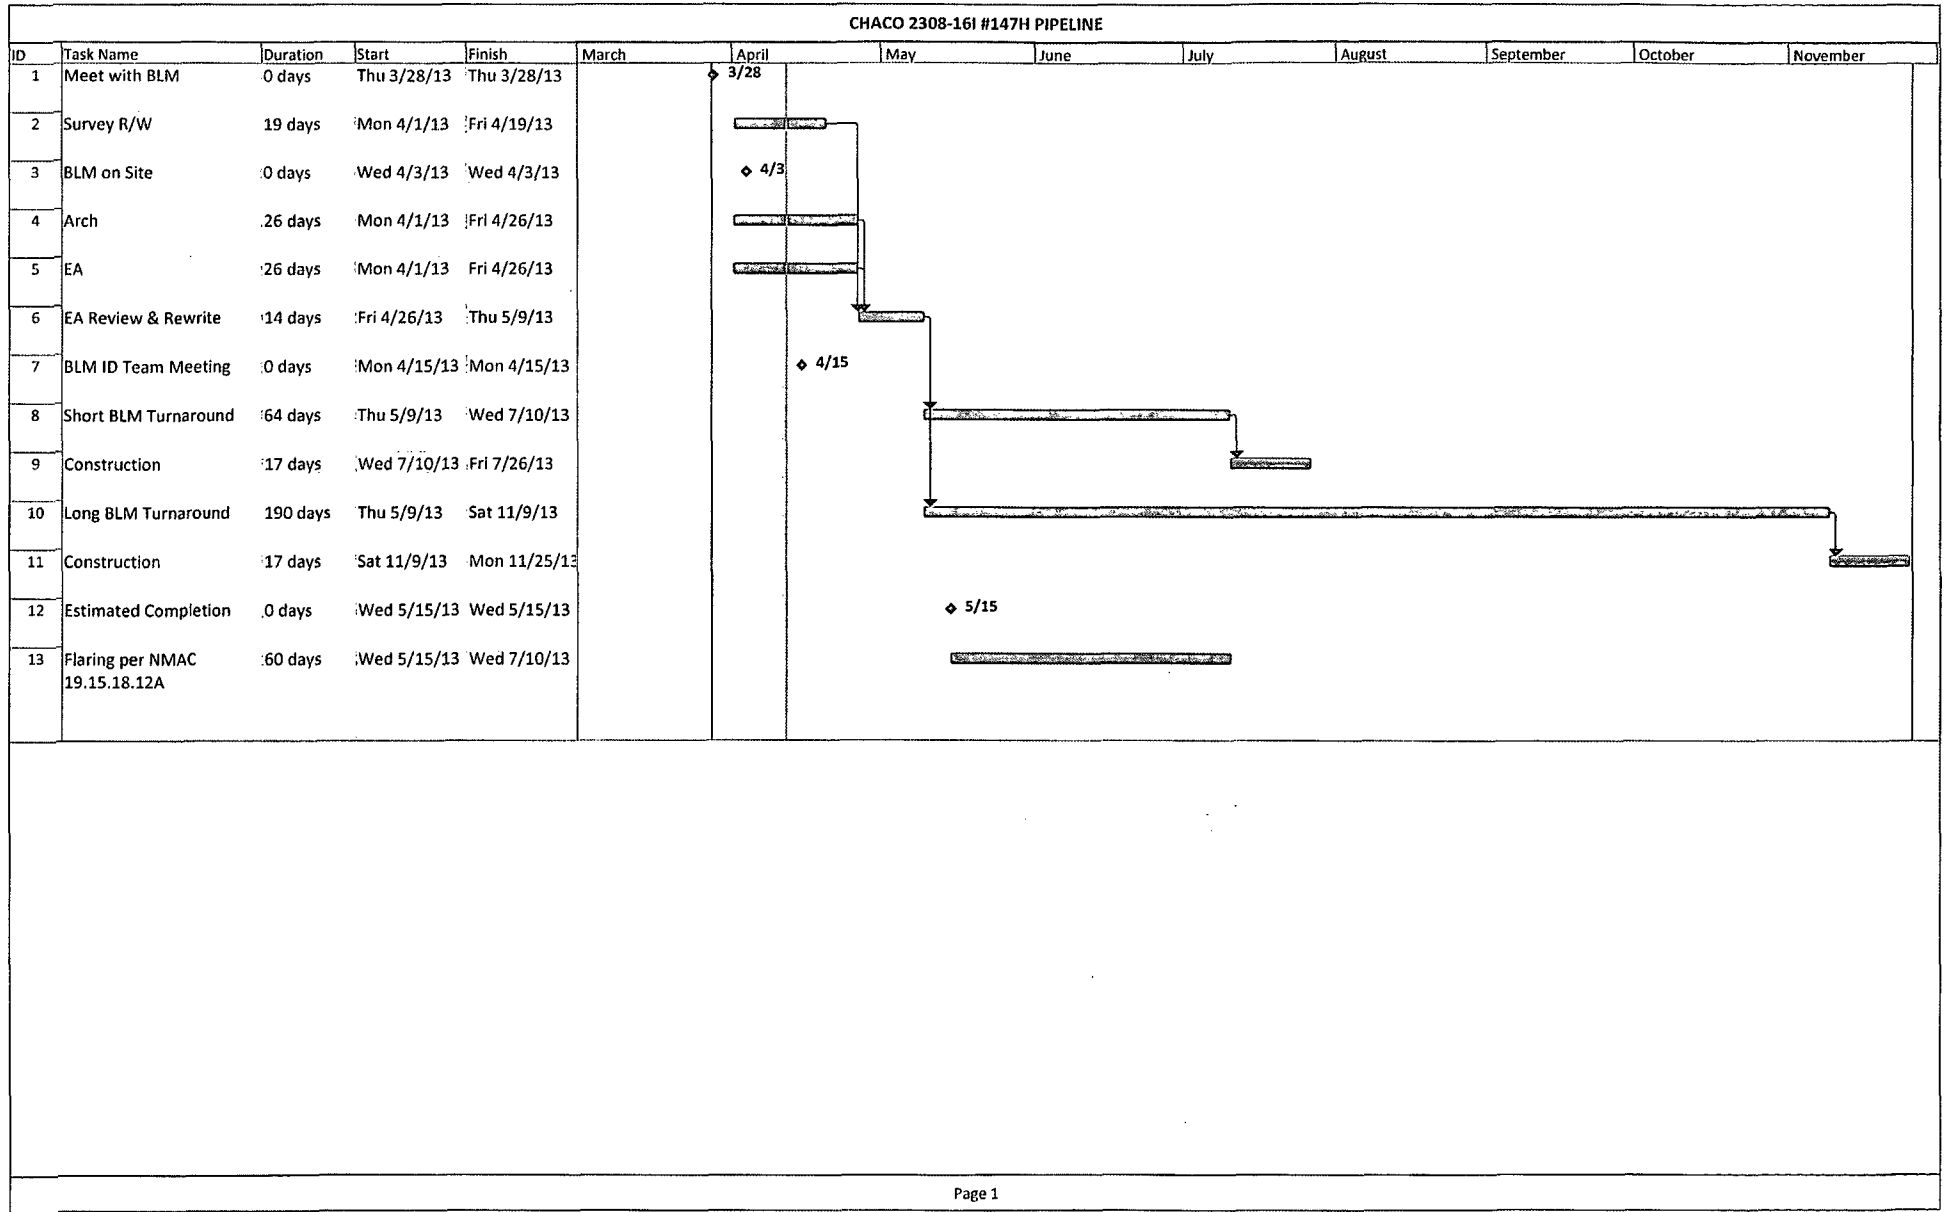 CHACO 2308-16I #147H PIPELINE
ID Task Name Duration Start Finish March April May June July August September October November
1 Meet with BLM 0 days Thu 3/28/13 Thu 3/28/13 3/28
2 Survey R/W 19 days Mon 4/1/13 Fri 4/19/13
3 BLM on Site 0 days Wed 4/3/13 Wed 4/3/13 4/3
4 Arch 26 days Mon 4/1/13 Fri 4/26/13
5 EA 26 days Mon 4/1/13 Fri 4/26/13
6 EA Review & Rewrite 14 days Fri 4/26/13 Thu 5/9/13
7 BLM ID Team Meeting 0 days Mon 4/15/13 Mon 4/15/13 4/15
8 Short BLM Turnaround 64 days Thu 5/9/13 Wed 7/10/13
9 Construction 17 days Wed 7/10/13 Fri 7/26/13
10 Long BLM Turnaround 190 days Thu 5/9/13 Sat 11/9/13
11 Construction 17 days Sat 11/9/13 Mon 11/25/13
12 Estimated Completion 0 days Wed 5/15/13 Wed 5/15/13 5/15
13 Flaring per NMAC 60 days Wed 5/15/13 Wed 7/10/13
19.15.18.12A
Page 1